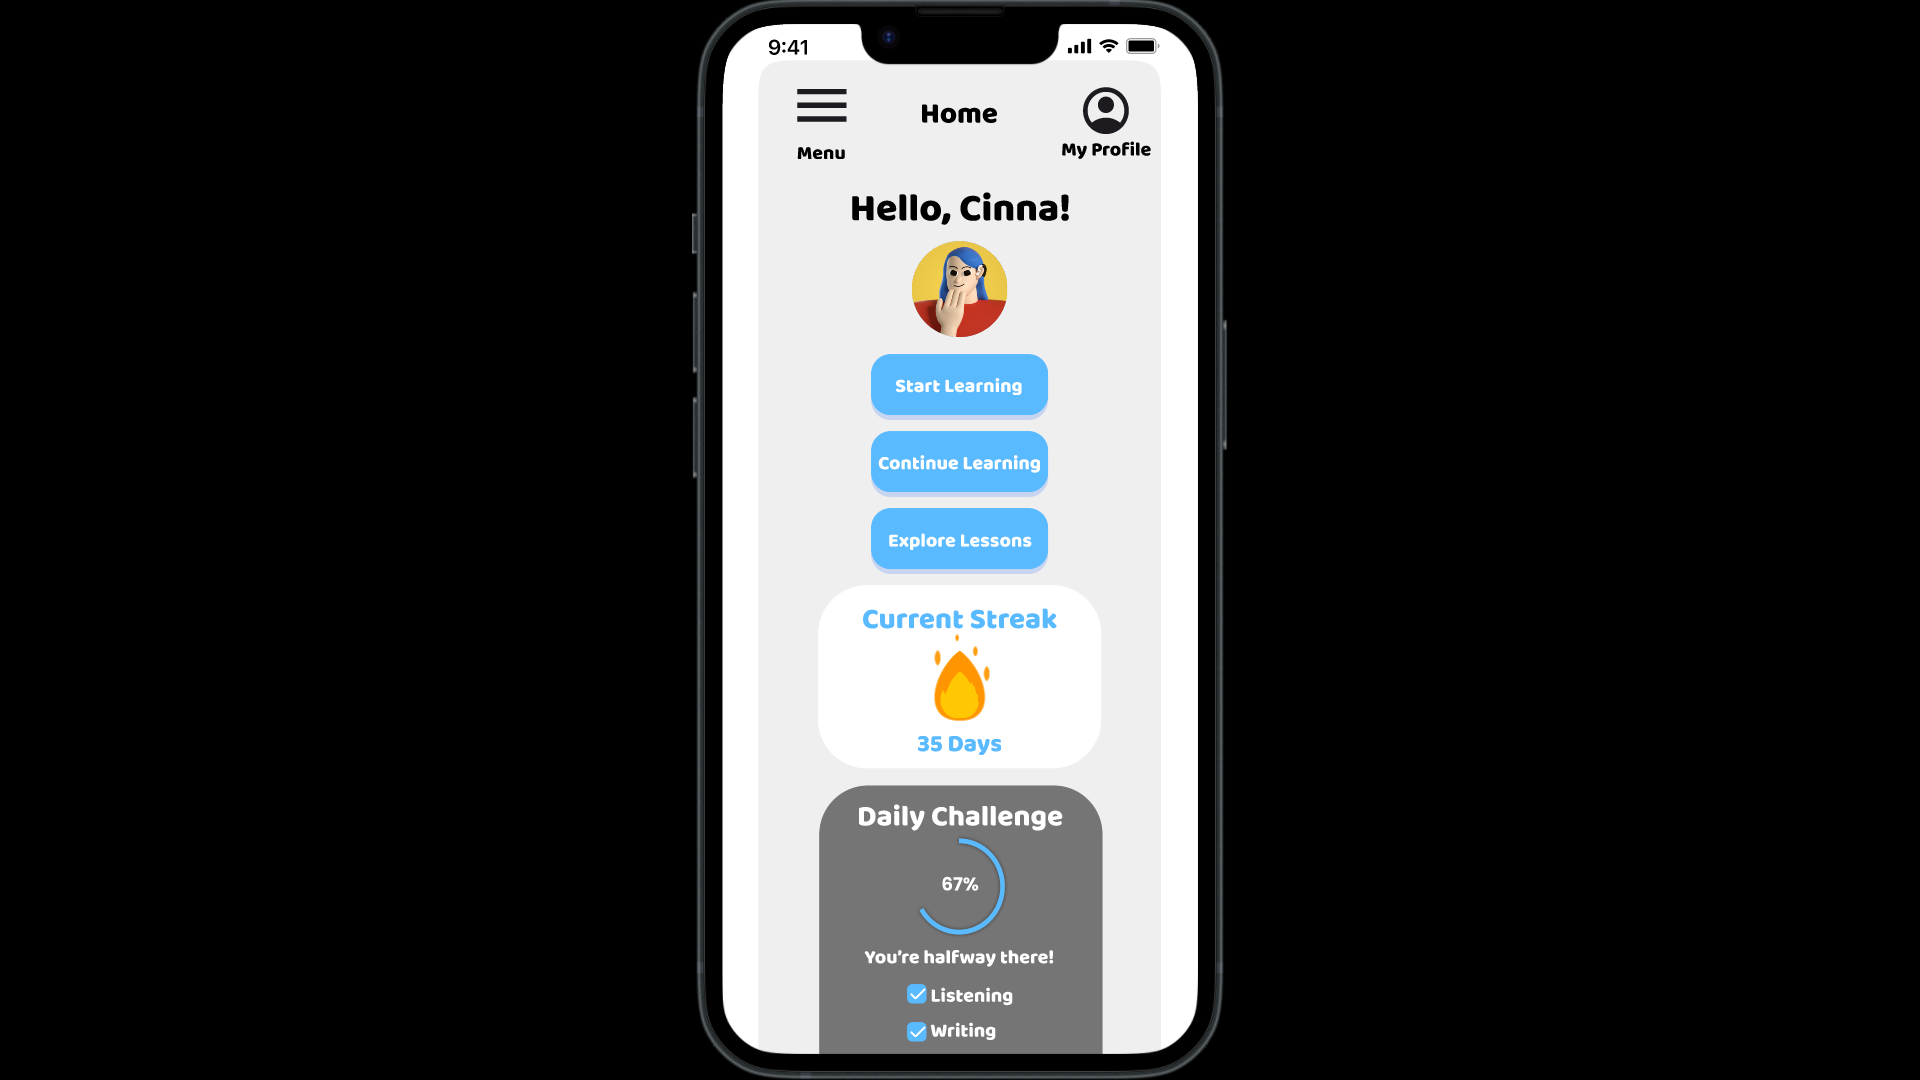 9:41
Home
Menu
My Profile
Hello, Cinna!
Start Learning
Continue Learning
Explore Lessons
Current Streak
35 Days
Daily Challenge
67%
You're halfway there!
Listening
Writing